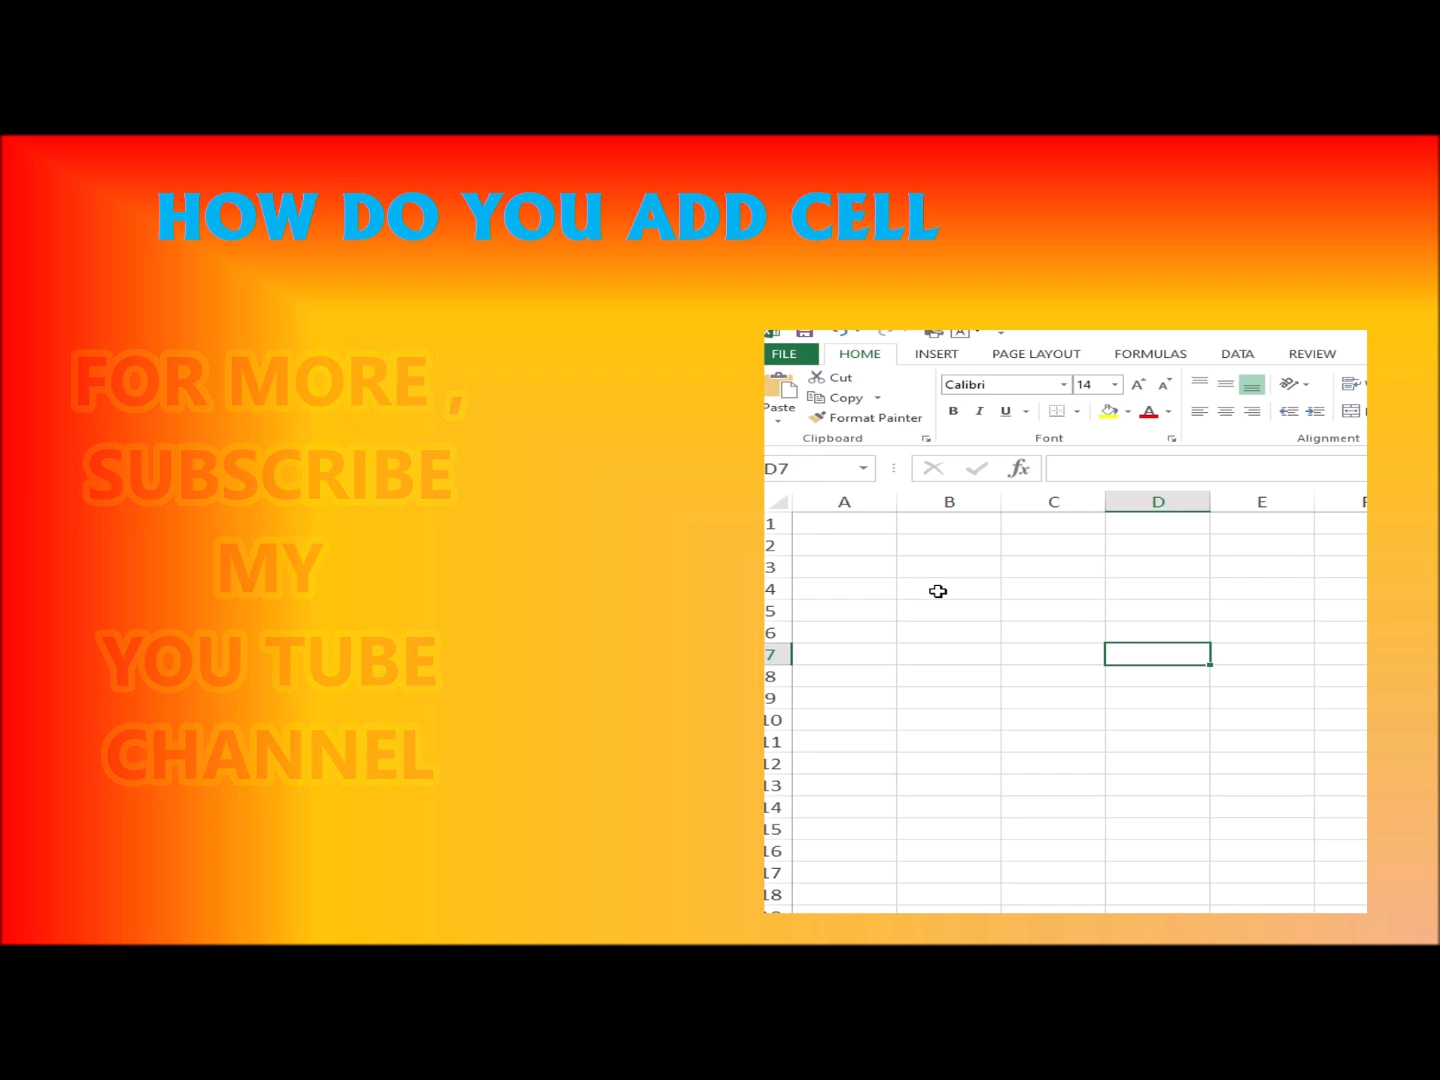 HOW DO YOU ADD CELL
FOR MORE ,
SUBSCRIBE
MY
YOU TUBE
CHANNEL
FILE HOME INSERT PAGE LAYOUT FORMULAS DATA REVIEW
Cut
Copy
Paste
Format Painter
Calibri 14
B I U A
Clipboard Font Alignment
D7 fx
A B C D E
1
2
3
4
5
6
7
8
9
10
11
12
13
14
15
16
17
18